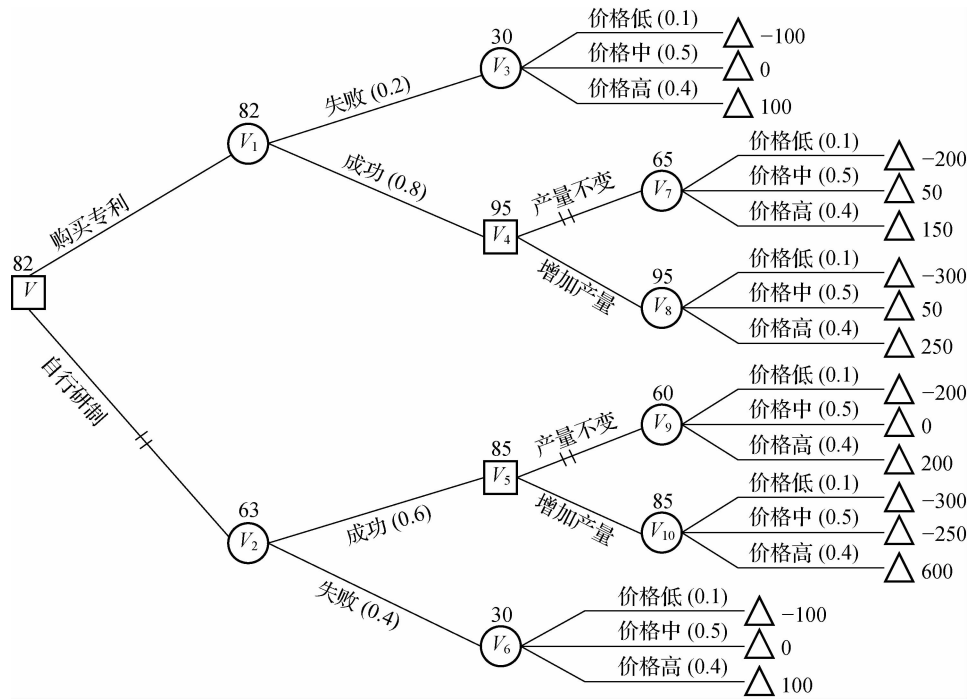 价格低 (0.1)
−100
30
价格中 (0.5)
V3
0
失败 (0.2)
价格高 (0.4)
100
82
V1
成功 (0.8)
价格低 (0.1)
−200
65
产量不变
价格中 (0.5)
V7
50
价格高 (0.4)
150
95
V4
购买专利
增加产量
价格低 (0.1)
−300
95
价格中 (0.5)
V8
50
价格高 (0.4)
250
82
V
自行研制
价格低 (0.1)
−200
60
产量不变
价格中 (0.5)
V9
0
价格高 (0.4)
200
85
V5
成功 (0.6)
增加产量
价格低 (0.1)
−300
85
价格中 (0.5)
V10
−250
价格高 (0.4)
600
63
V2
失败 (0.4)
价格低 (0.1)
−100
30
价格中 (0.5)
V6
0
价格高 (0.4)
100